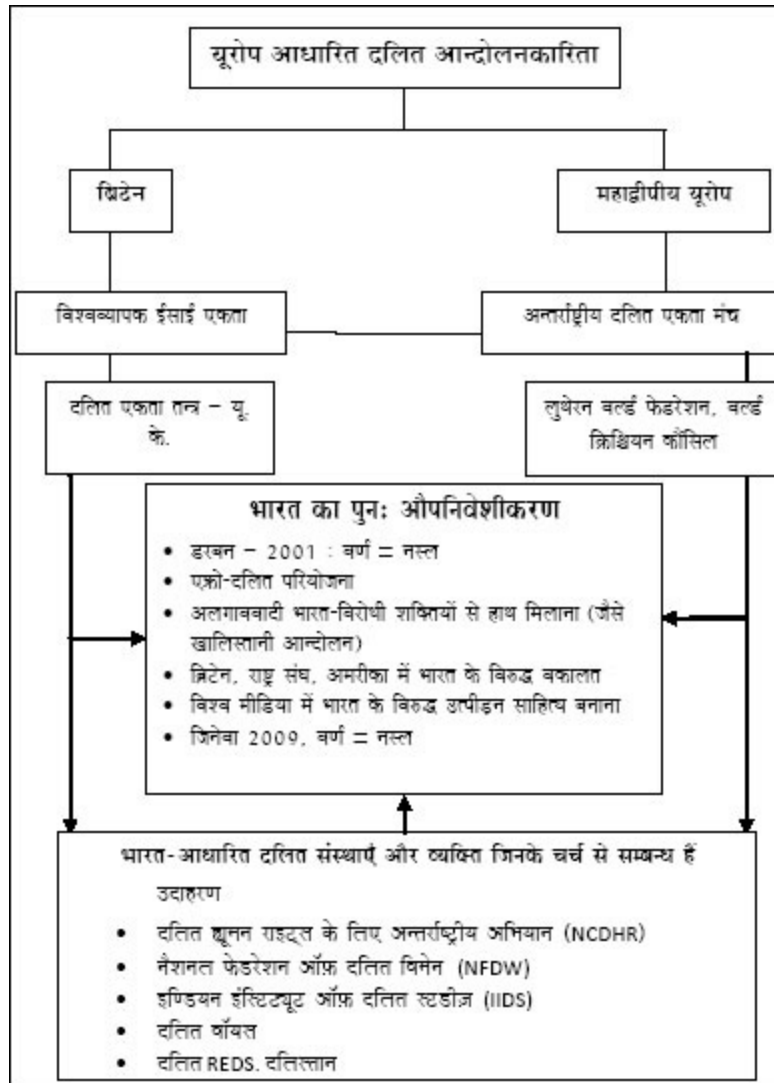 यूरोप आधारित दलित आन्दोलनकारिता
ब्रिटेन
महाद्वीपीय यूरोप
विश्वव्यापक ईसाई एकता
अन्तर्राष्ट्रीय दलित एकता मंच
दलित एकता तन्त्र – यू.
के.
लुथेरन वर्ल्ड फेडरेशन, वर्ल्ड
क्रिश्चियन कौंसिल
भारत का पुनः औपनिवेशीकरण
• डरबन – 2001 : वर्ण = नस्ल
• एफ्रो-दलित परियोजना
• अलगाववादी भारत-विरोधी शक्तियों से हाथ मिलाना (जैसे
खालिस्तानी आन्दोलन)
• ब्रिटेन, राष्ट्र संघ, अमरीका में भारत के विरुद्ध वकालत
• विश्व मीडिया में भारत के विरुद्ध उत्पीड़न साहित्य बनाना
• जिनेवा 2009, वर्ण = नस्ल
भारत-आधारित दलित संस्थाएँ और व्यक्ति जिनके चर्च से सम्बन्ध हैं
उदाहरण
• दलित ह्यूमन राइट्स के लिए अन्तर्राष्ट्रीय अभियान (NCDHR)
• नैशनल फेडरेशन ऑफ़ दलित विमेन (NFDW)
• इण्डियन इंस्टिट्यूट ऑफ़ दलित स्टडीज़ (IIDS)
• दलित वॉयस
• दलित REDS. दलिस्तान